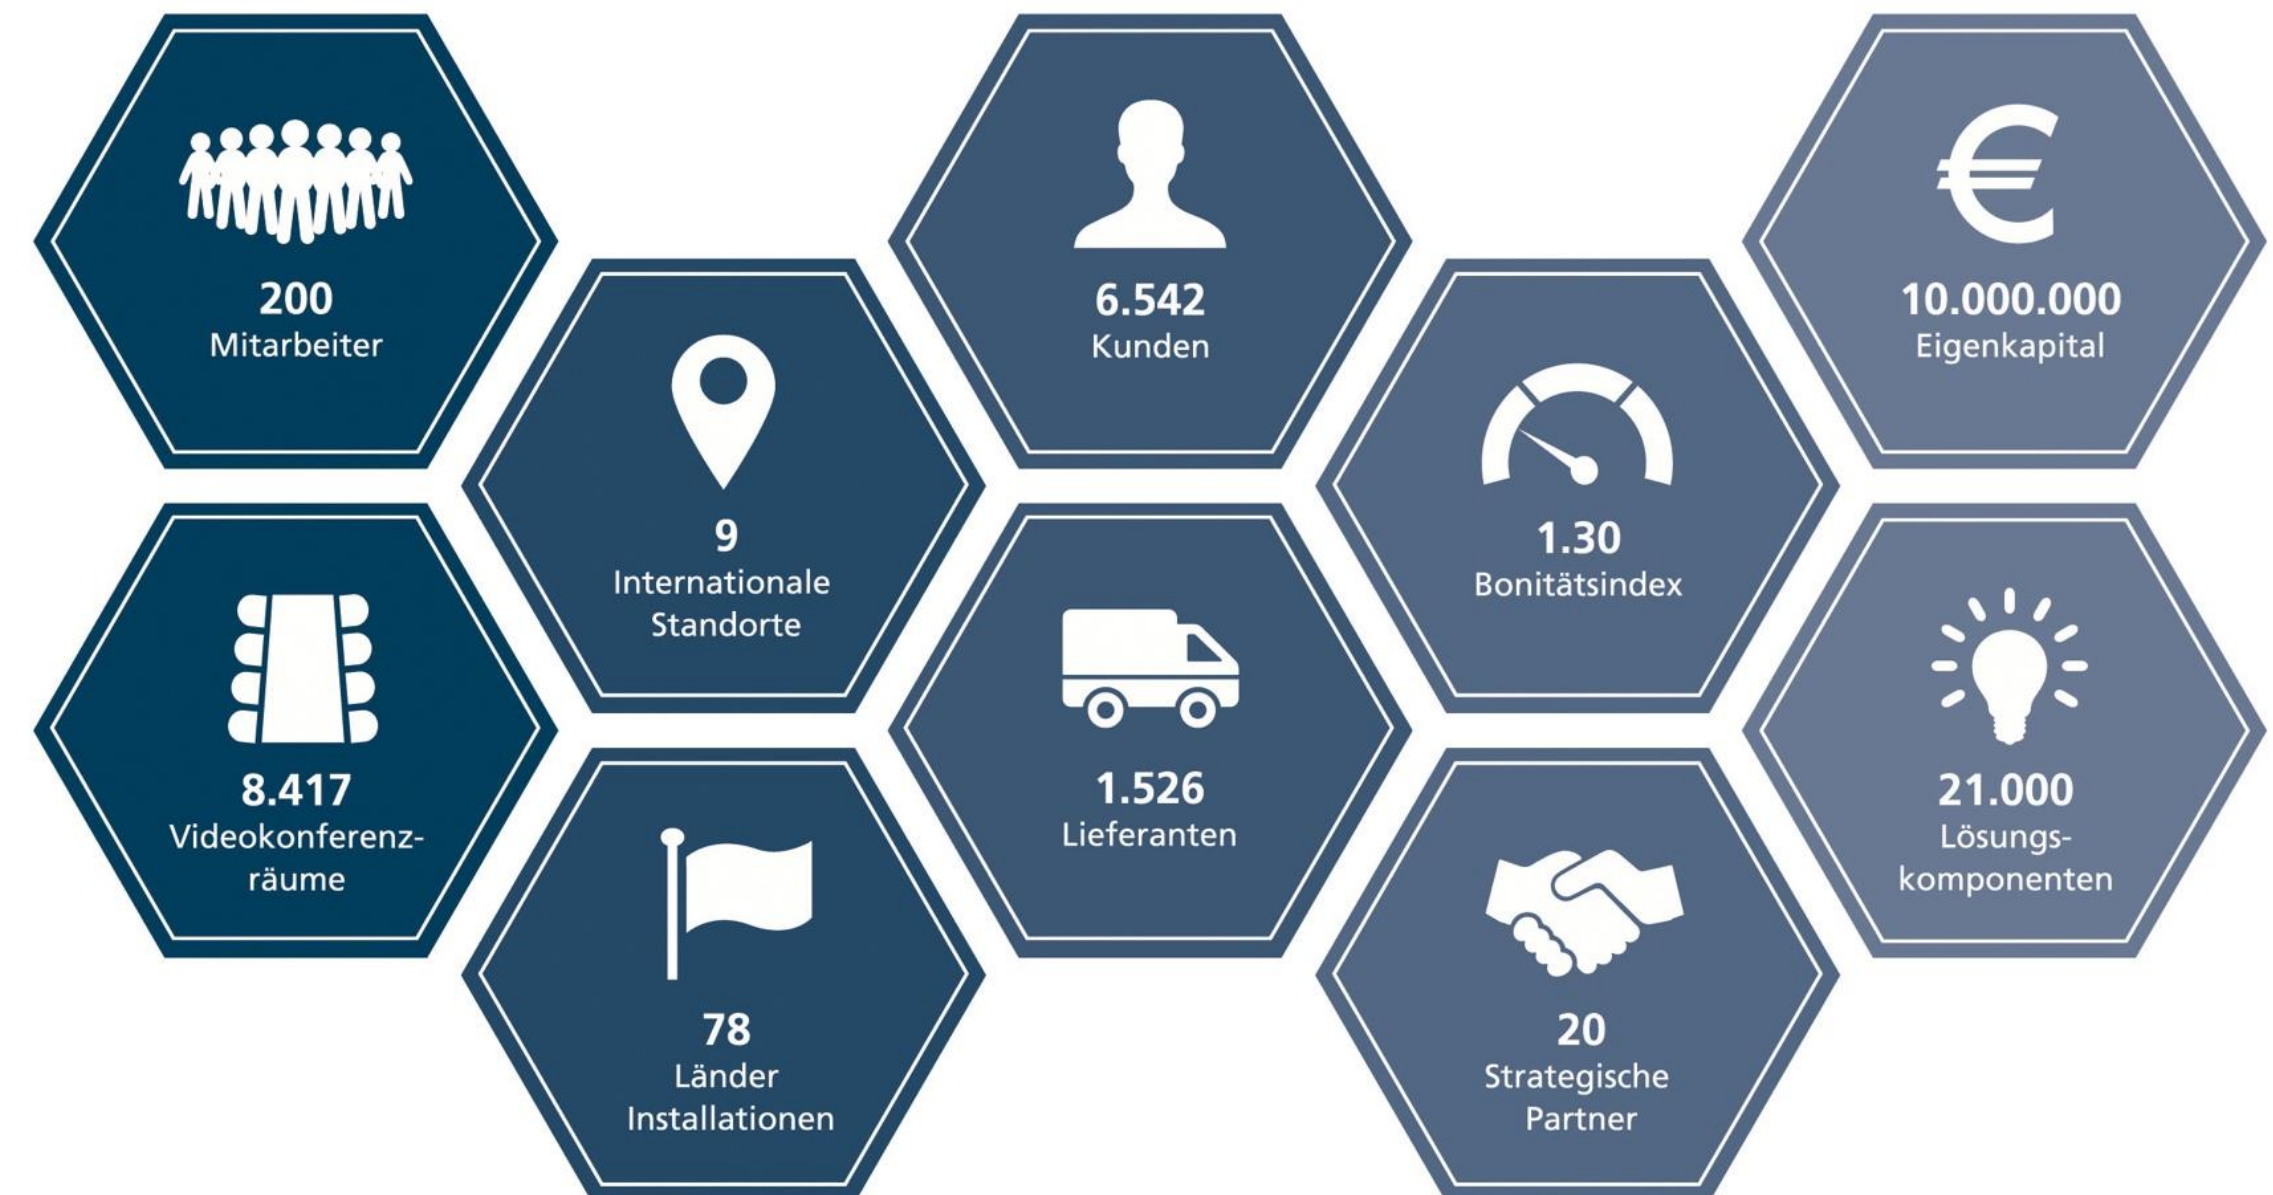 200
Mitarbeiter
6.542
Kunden
10.000.000
Eigenkapital
9
Internationale
Standorte
1.30
Bonitätsindex
8.417
Videokonferenz-
räume
1.526
Lieferanten
21.000
Lösungs-
komponenten
78
Länder
Installationen
20
Strategische
Partner